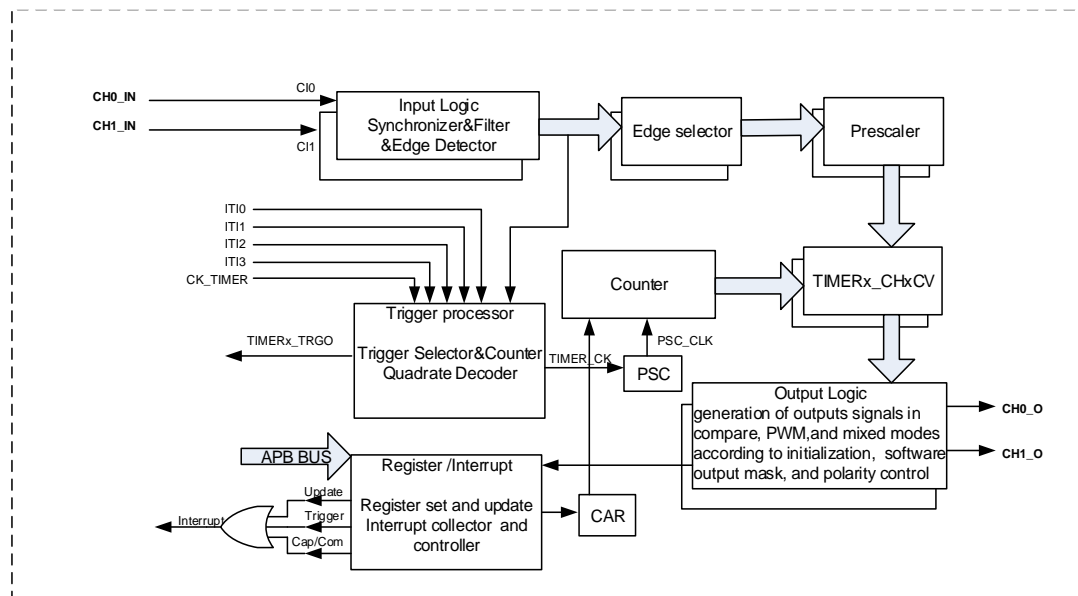 CH0_IN
CI0
CH1_IN
CI1
Input Logic
Synchronizer&Filter
&Edge Detector
Edge selector
Prescaler
ITI0
ITI1
ITI2
ITI3
CK_TIMER
Counter
TIMERx_CHxCV
Trigger processor
Trigger Selector&Counter
Quadrate Decoder
TIMERx_TRGO
TIMER_CK
PSC_CLK
PSC
Output Logic
generation of outputs signals in
compare, PWM,and mixed modes
according to initialization, software
output mask, and polarity control
CH0_O
CH1_O
APB BUS
Register /Interrupt
Register set and update
Interrupt collector and
controller
CAR
Update
Trigger
Cap/Com
Interrupt